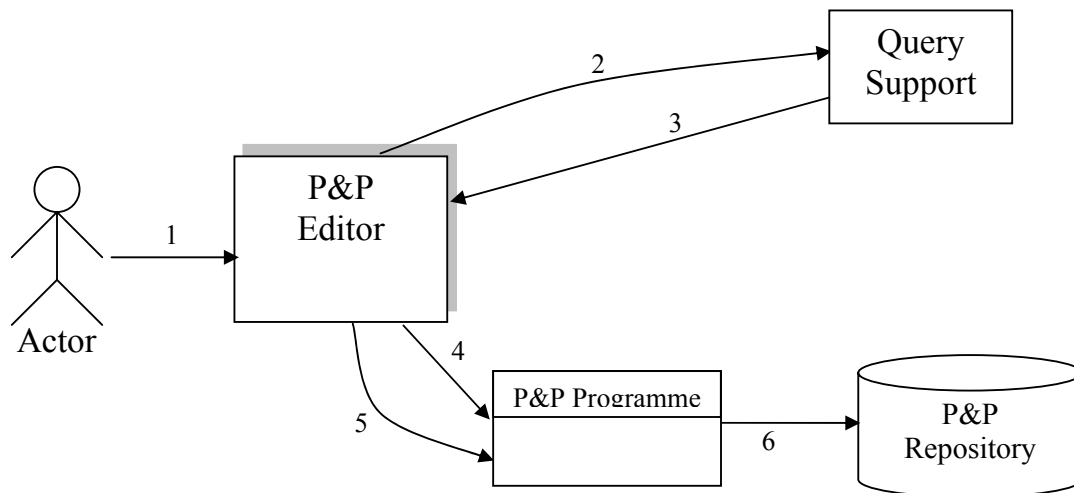 Query
Support
2
3
P&P
Editor
1
Actor
4
5
P&P Programme
6
P&P
Repository